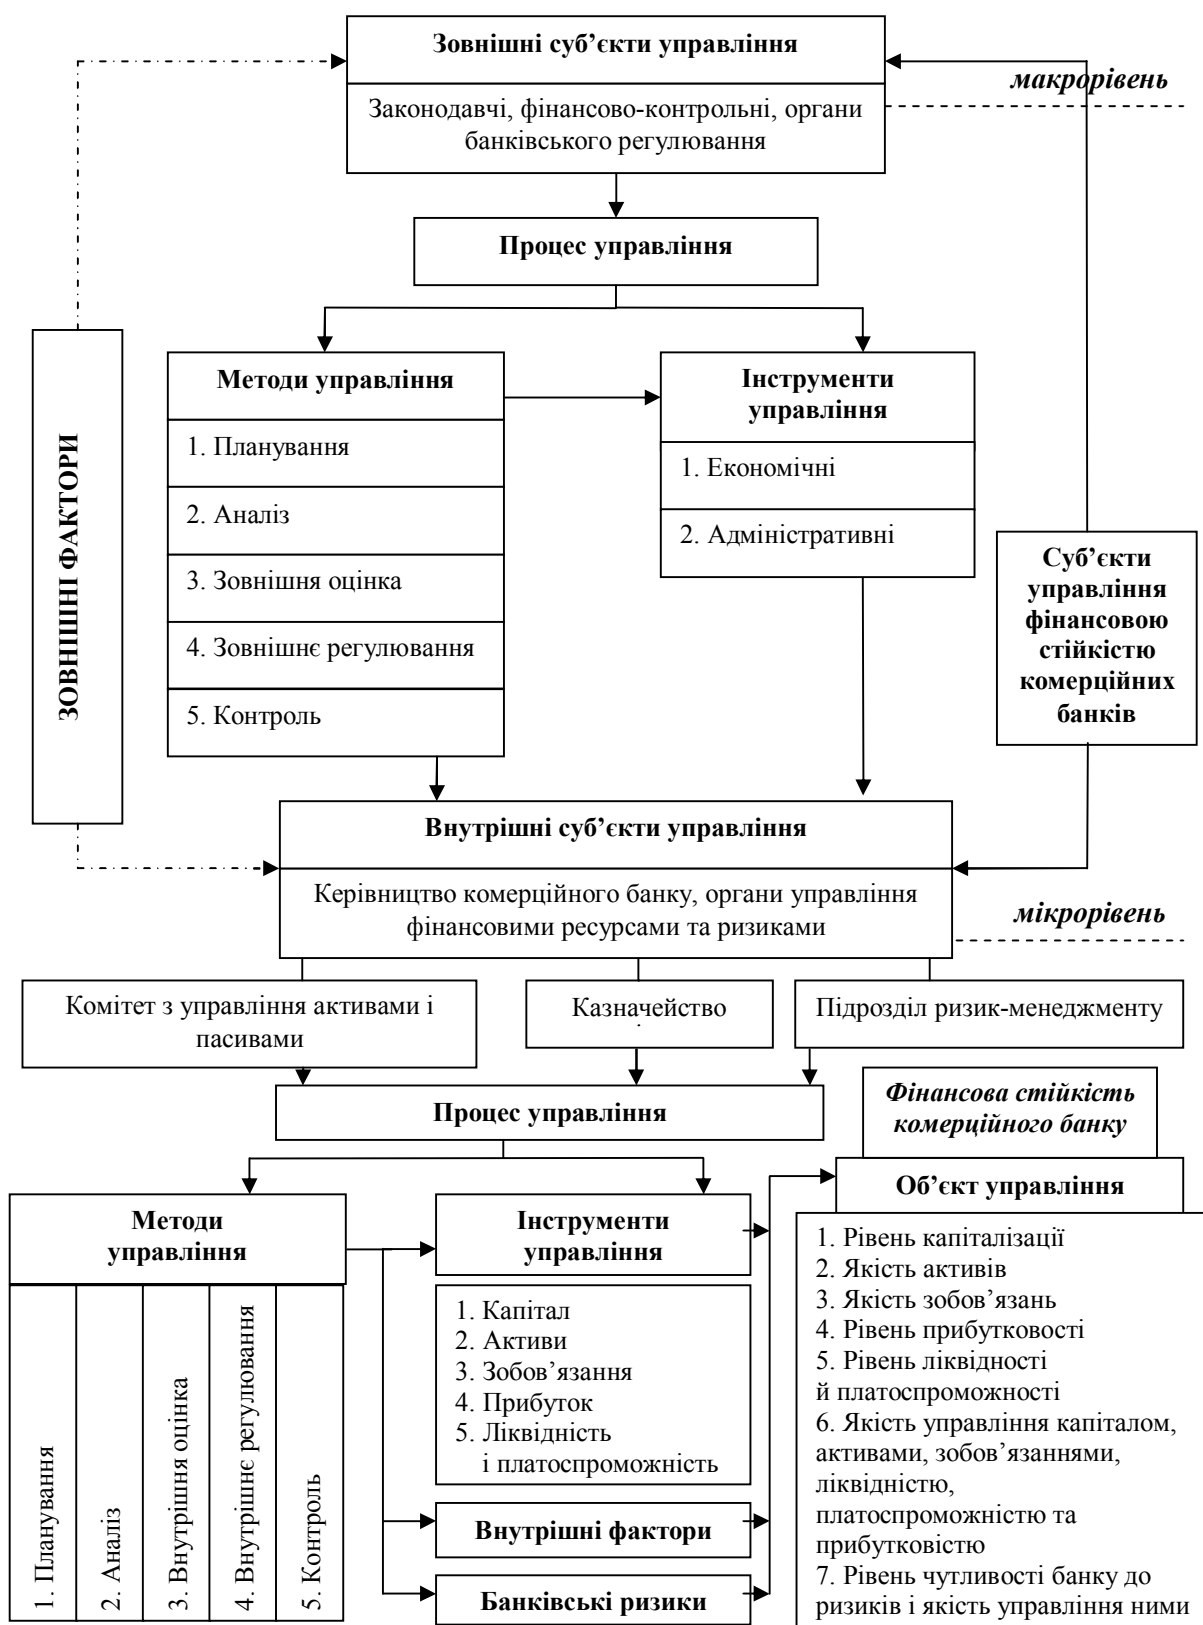 Зовнішні суб’єкти управління
макрорівень
Законодавчі, фінансово-контрольні, органи
банківського регулювання
Процес управління
Методи управління
1. Планування
2. Аналіз
3. Зовнішня оцінка
4. Зовнішнє регулювання
5. Контроль
Інструменти
управління
1. Економічні
2. Адміністративні
ЗОВНІШНІ ФАКТОРИ
Суб’єкти
управління
фінансовою
стійкістю
комерційних
банків
Внутрішні суб’єкти управління
Керівництво комерційного банку, органи управління
фінансовими ресурсами та ризиками
мікрорівень
Комітет з управління активами і
пасивами
Казначейство
Підрозділ ризик-менеджменту
Процес управління
Фінансова стійкість
комерційного банку
Об’єкт управління
Методи
управління
1. Планування
2. Аналіз
3. Внутрішня оцінка
4. Внутрішнє регулювання
5. Контроль
Інструменти
управління
1. Капітал
2. Активи
3. Зобов’язання
4. Прибуток
5. Ліквідність
і платоспроможність
Внутрішні фактори
Банківські ризики
1. Рівень капіталізації
2. Якість активів
3. Якість зобов’язань
4. Рівень прибутковості
5. Рівень ліквідності
й платоспроможності
6. Якість управління капіталом,
активами, зобов’язаннями,
ліквідністю,
платоспроможністю та
прибутковістю
7. Рівень чутливості банку до
ризиків і якість управління ними